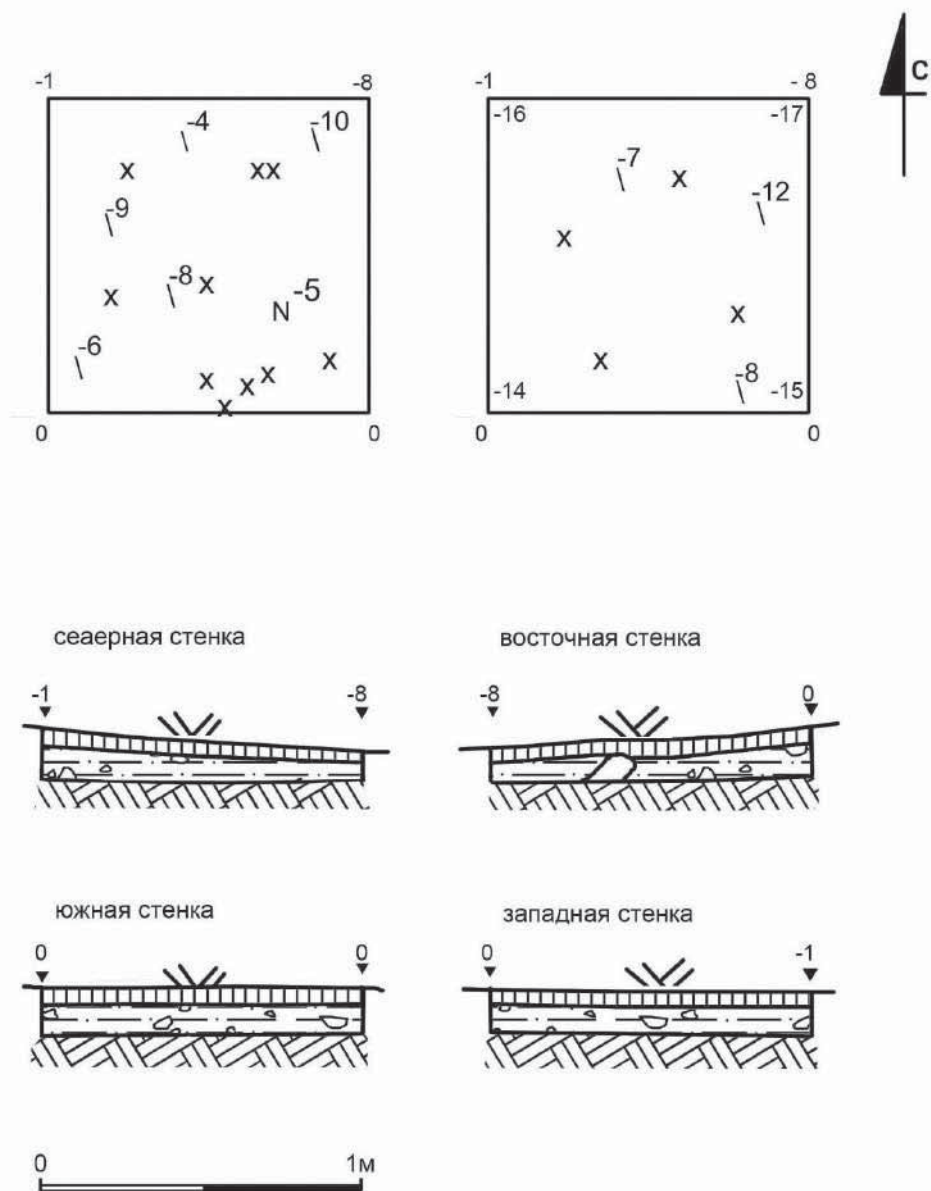 С
-1 -8 -1 - 8
-4 -10 -16 -17
х хх -7 х
-9 -12
х
-8 х
х -5
N
х
-6 х х
х х х -8
х -14 -15
0 0 0 0
сеаерная стенка восточная стенка
-1 -8 -8 0
южная стенка западная стенка
0 0 0 -1
0 1м